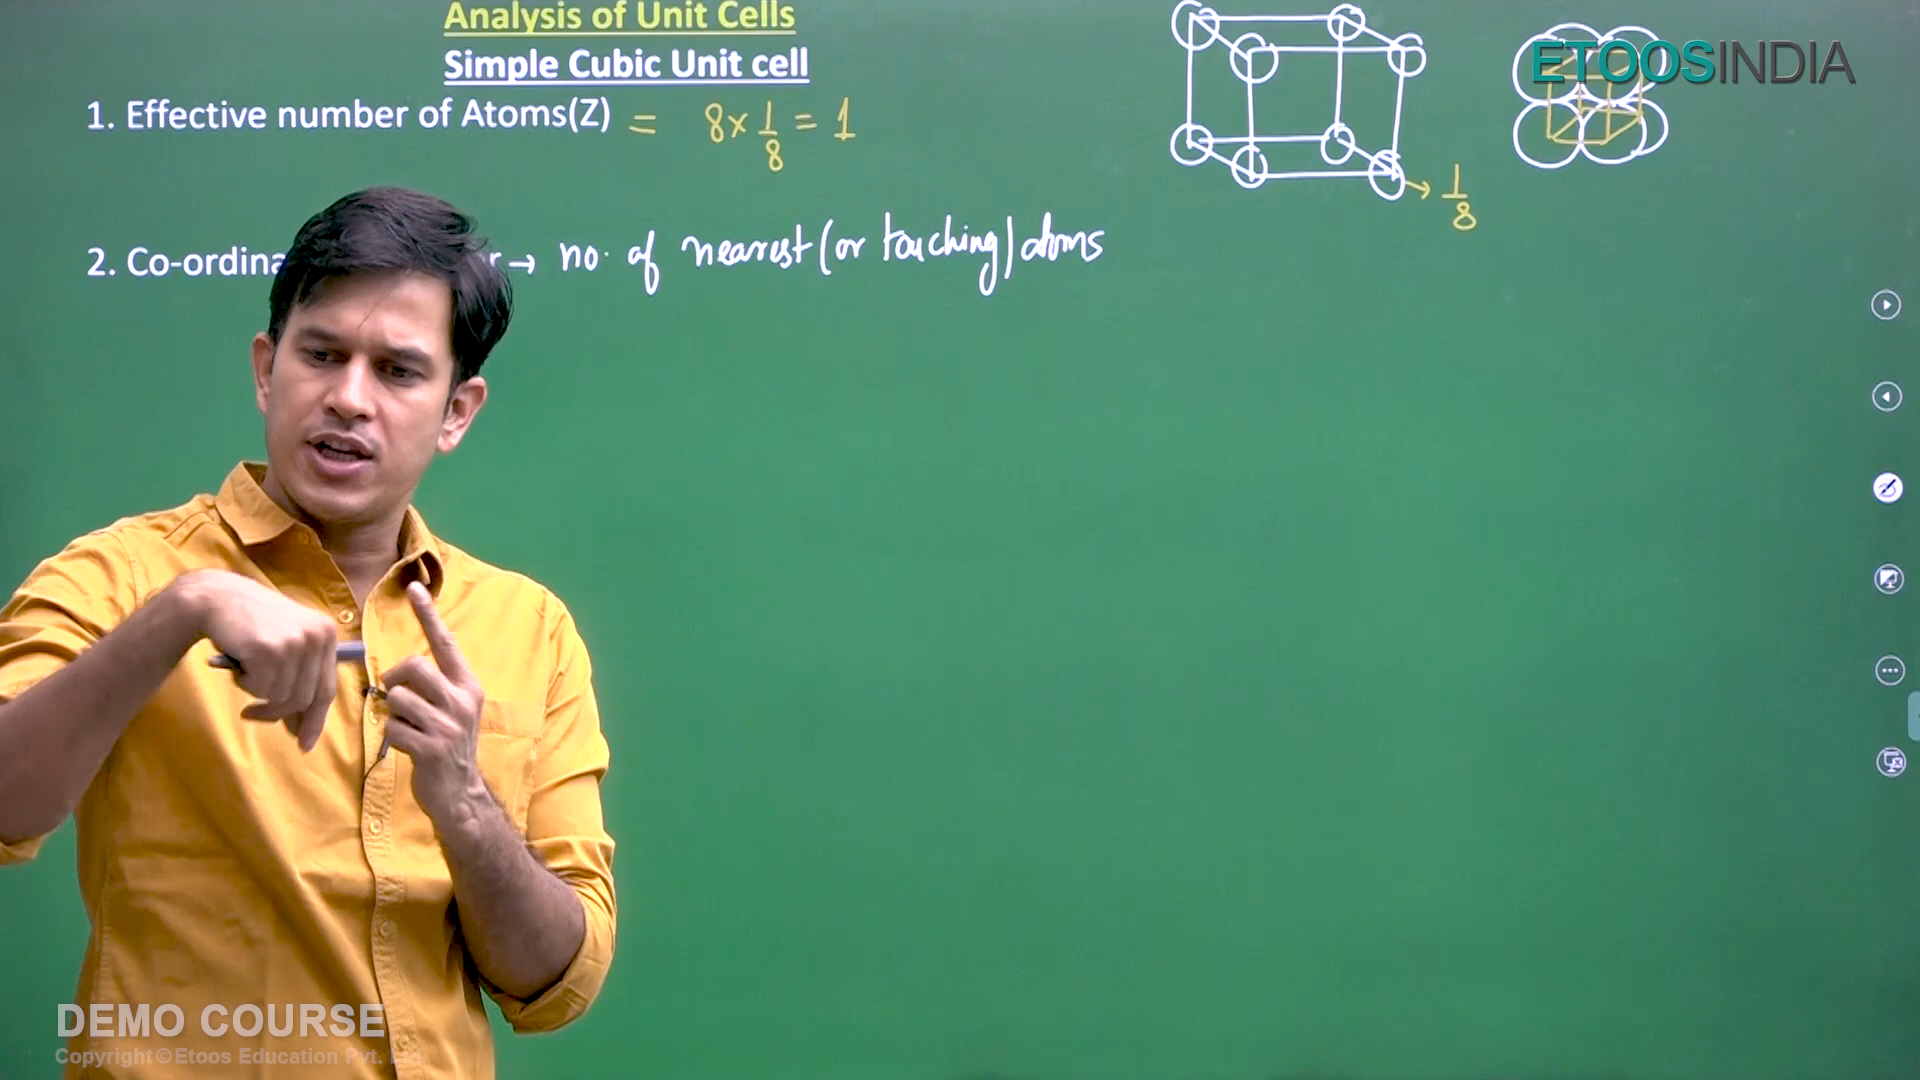 Analysis of Unit Cells
Simple Cubic Unit cell
ETOOSINDIA
1. Effective number of Atoms(Z) = 8 × 1/8 = 1
→ 1/8
2. Co-ordina r → no. of nearest (or touching) atoms
DEMO COURSE
Copyright © Etoos Education Pvt.